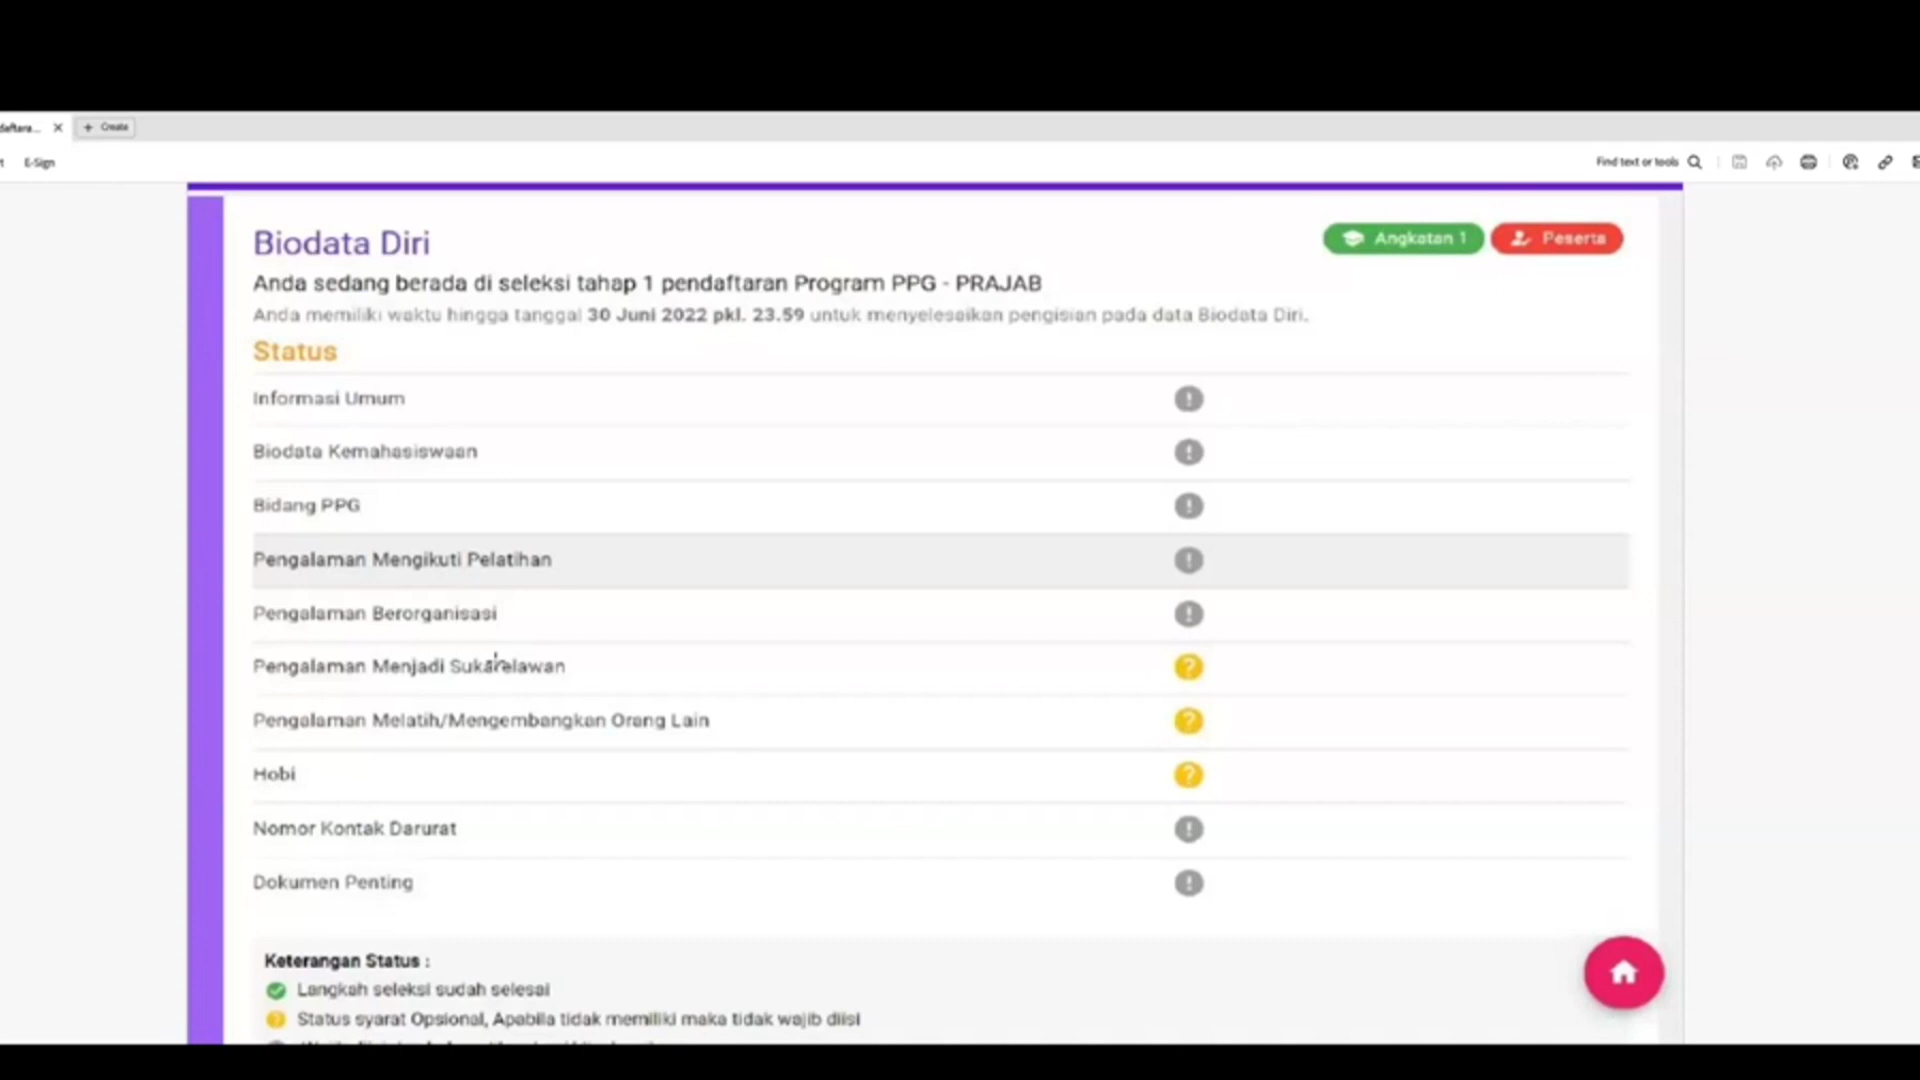 Create
E-Sign
Find text or tools
Biodata Diri
Angkatan 1
Peserta
Anda sedang berada di seleksi tahap 1 pendaftaran Program PPG - PRAJAB
Anda memiliki waktu hingga tanggal 30 Juni 2022 pkl. 23.59 untuk menyelesaikan pengisian pada data Biodata Diri.
Status
Informasi Umum
Biodata Kemahasiswaan
Bidang PPG
Pengalaman Mengikuti Pelatihan
Pengalaman Berorganisasi
Pengalaman Menjadi Sukarelawan
Pengalaman Melatih/Mengembangkan Orang Lain
Hobi
Nomor Kontak Darurat
Dokumen Penting
Keterangan Status :
Langkah seleksi sudah selesai
Status syarat Opsional, Apabila tidak memiliki maka tidak wajib diisi